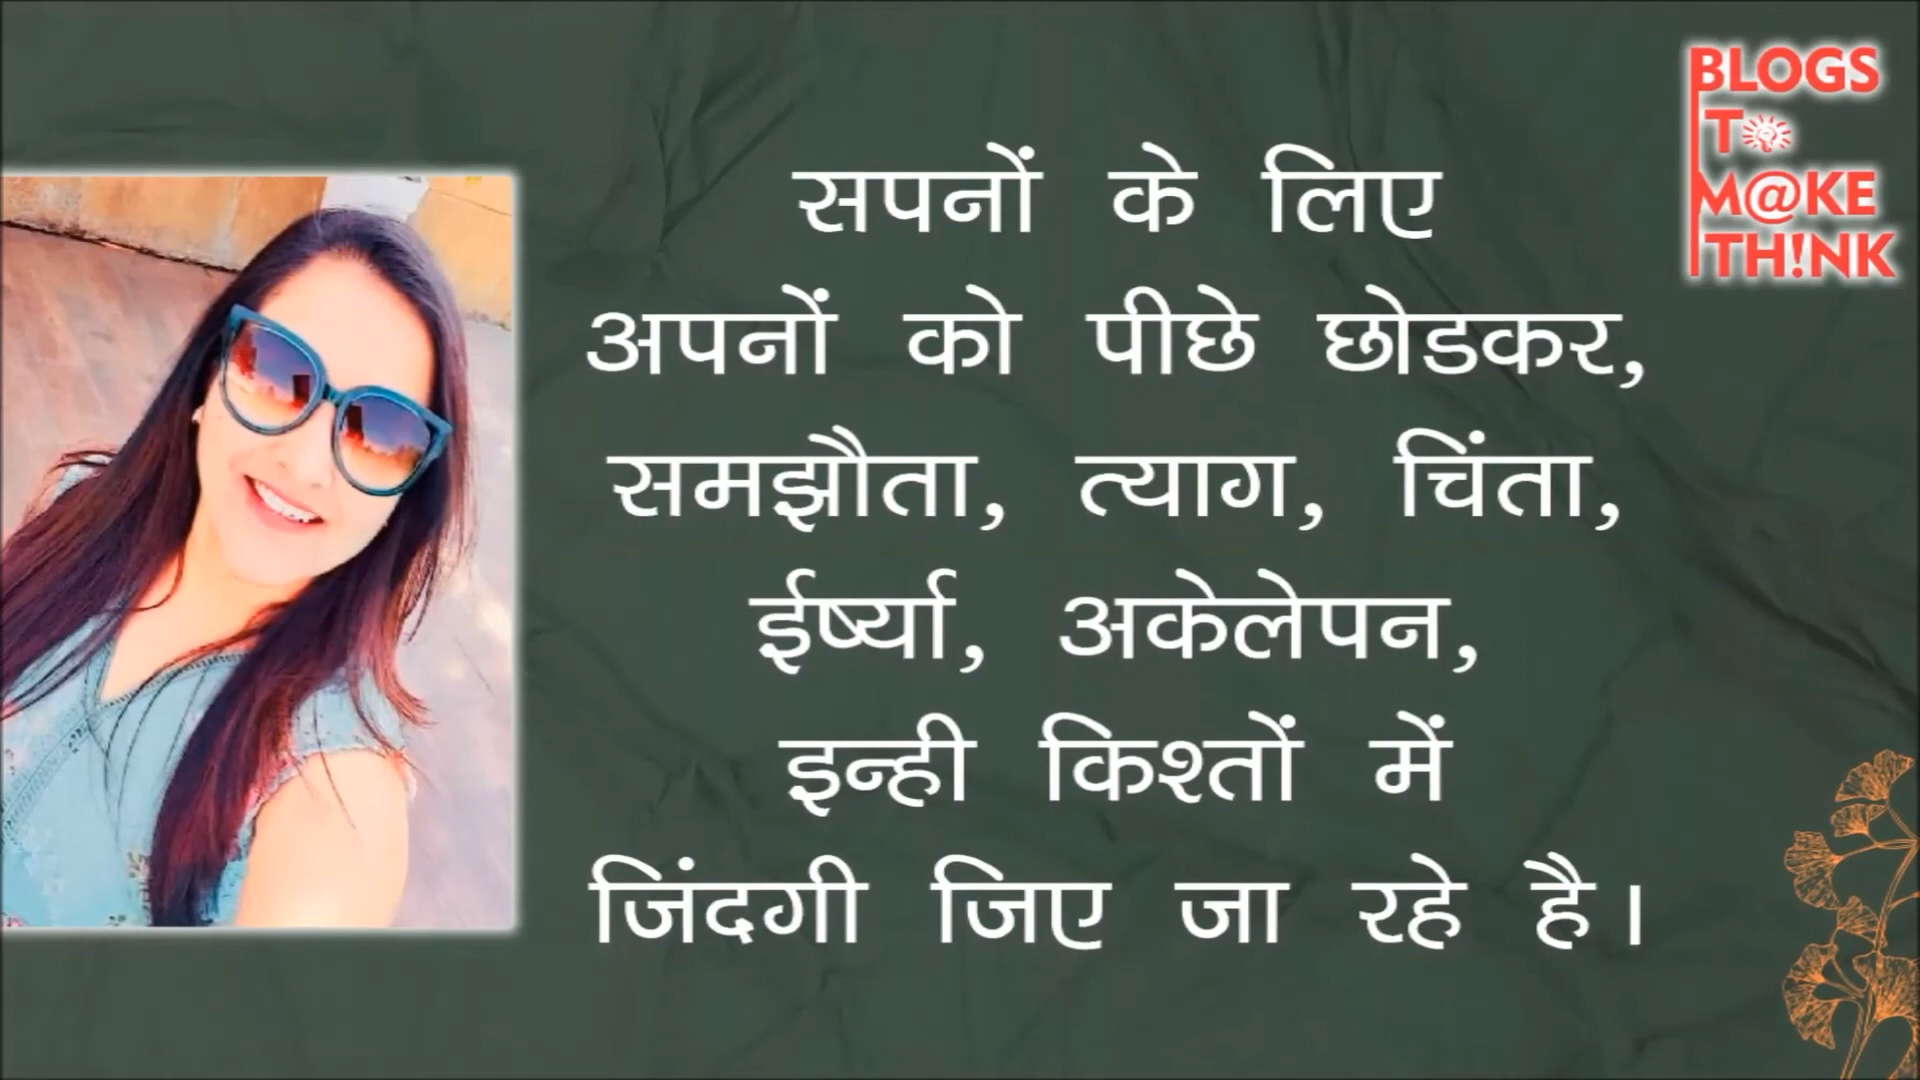 सपनों के लिए
अपनों को पीछे छोडकर,
समझौता, त्याग, चिंता,
ईर्ष्या, अकेलेपन,
इन्ही किश्तों में
जिंदगी जिए जा रहे है।
BLOGS
TO
M@KE
TH!NK